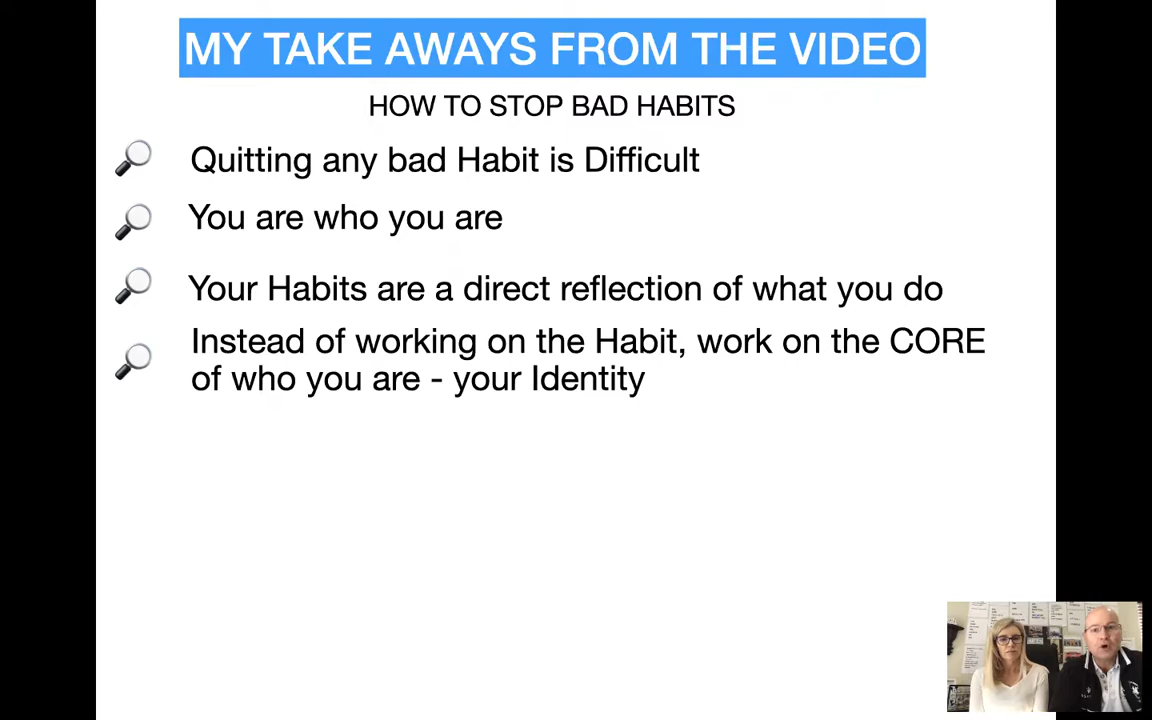 MY TAKE AWAYS FROM THE VIDEO
HOW TO STOP BAD HABITS
Quitting any bad Habit is Difficult
You are who you are
Your Habits are a direct reflection of what you do
Instead of working on the Habit, work on the CORE
of who you are - your Identity